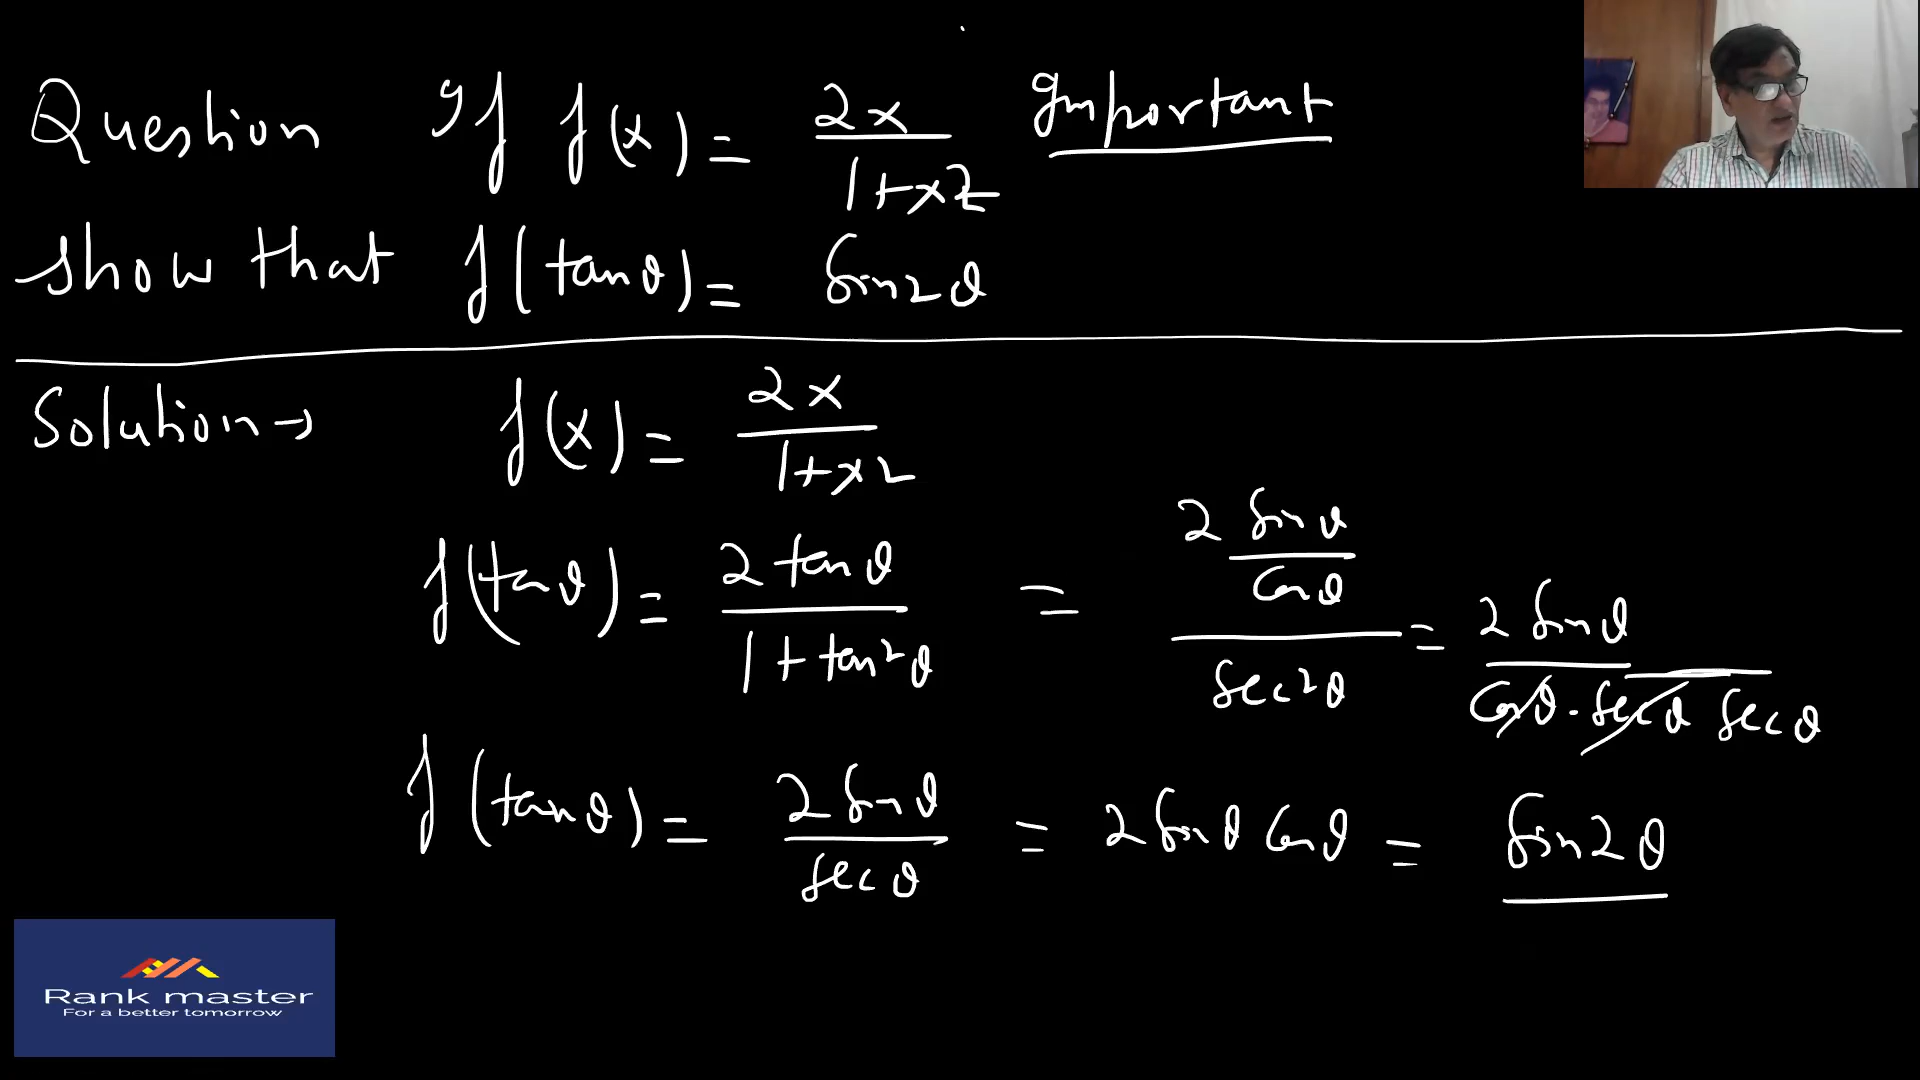 Question If f(x) = 2x / 1+x2 Important
show that f(tanθ) = Sin2θ
Solution → f(x) = 2x / 1+x2
f(tanθ) = 2 tanθ / 1 + tan2θ = 2 Sinθ / Cosθ / Sec2θ = 2 Sinθ / Cosθ . Secθ Secθ
f(tanθ) = 2 Sinθ / Secθ = 2 Sinθ Cosθ = Sin2θ
Rank master
For a better tomorrow